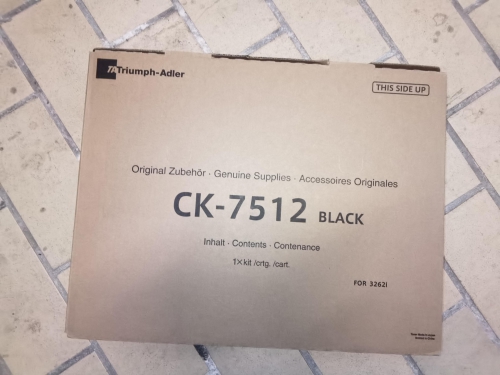 TA Triumph-Adler
THIS SIDE UP
Original Zubehör · Genuine Supplies · Accessoires Originales
CK-7512 BLACK
Inhalt · Contents · Contenance
1×kit /crtg. /cart.
FOR 3262i